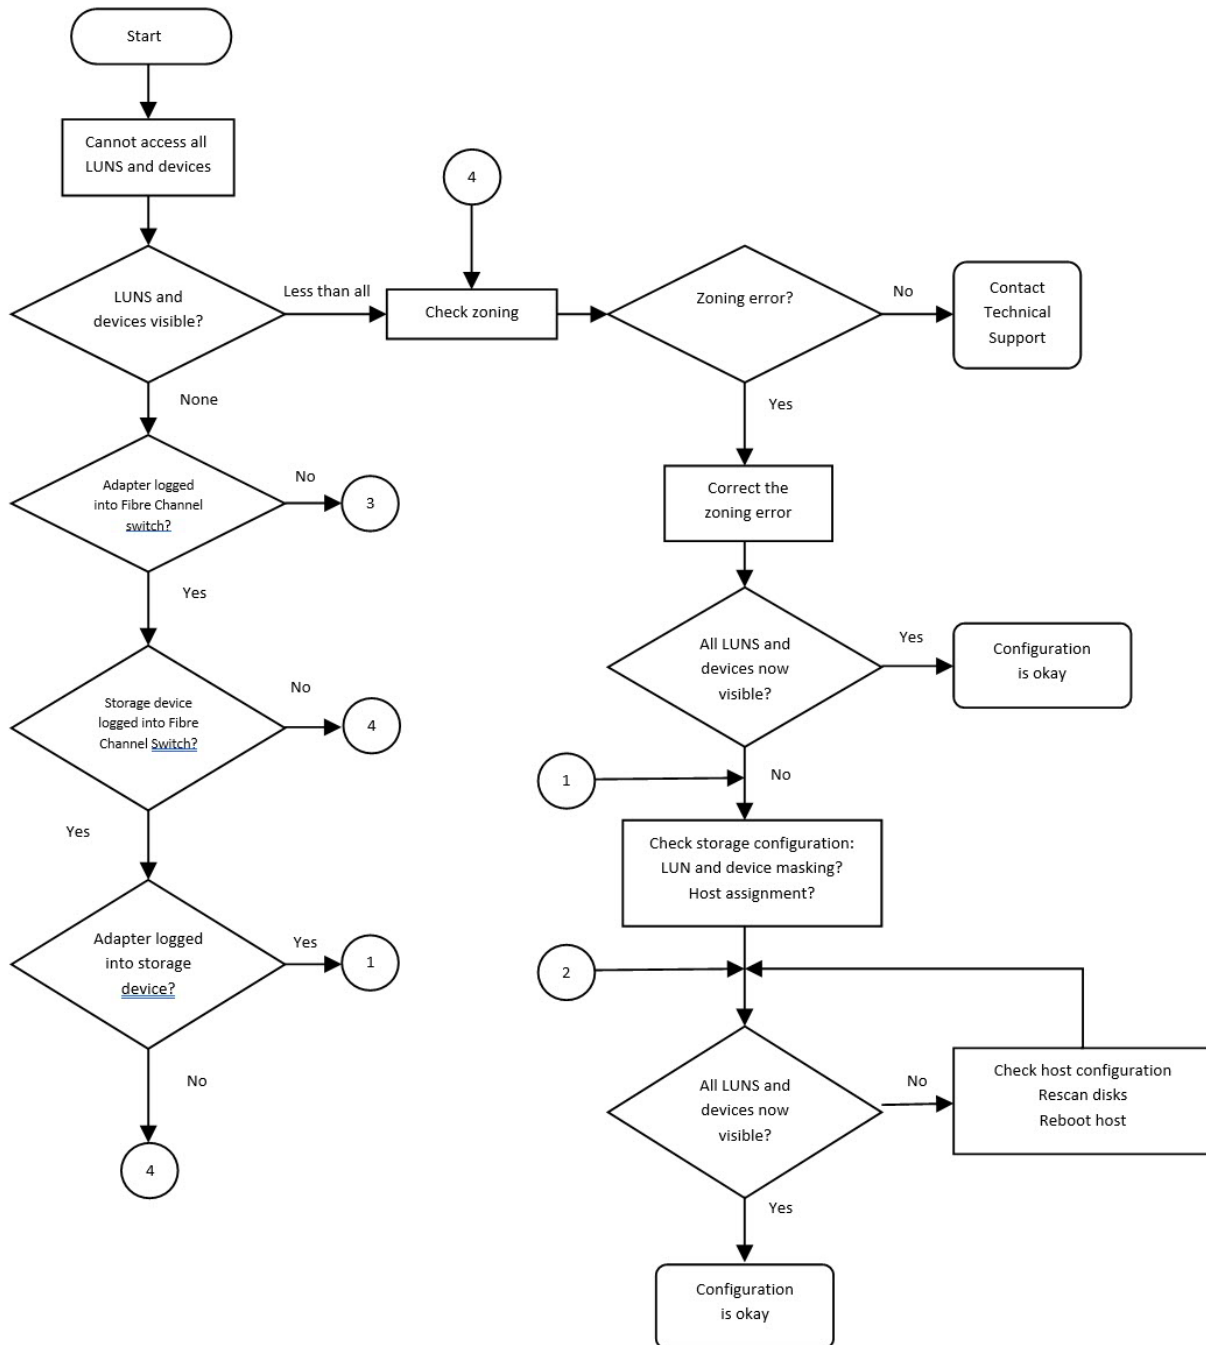 Start
Cannot access all
LUNS and devices
4
LUNS and
devices visible?
Less than all
Check zoning
Zoning error?
No
Contact
Technical
Support
None
Yes
Adapter logged
into Fibre Channel
switch?
No
3
Correct the
zoning error
Yes
All LUNS and
devices now
visible?
Yes
Configuration
is okay
Storage device
logged into Fibre
Channel Switch?
No
4
1
No
Yes
Check storage configuration:
LUN and device masking?
Host assignment?
Adapter logged
into storage
device?
Yes
1
2
No
4
All LUNS and
devices now
visible?
No
Check host configuration
Rescan disks
Reboot host
Yes
Configuration
is okay